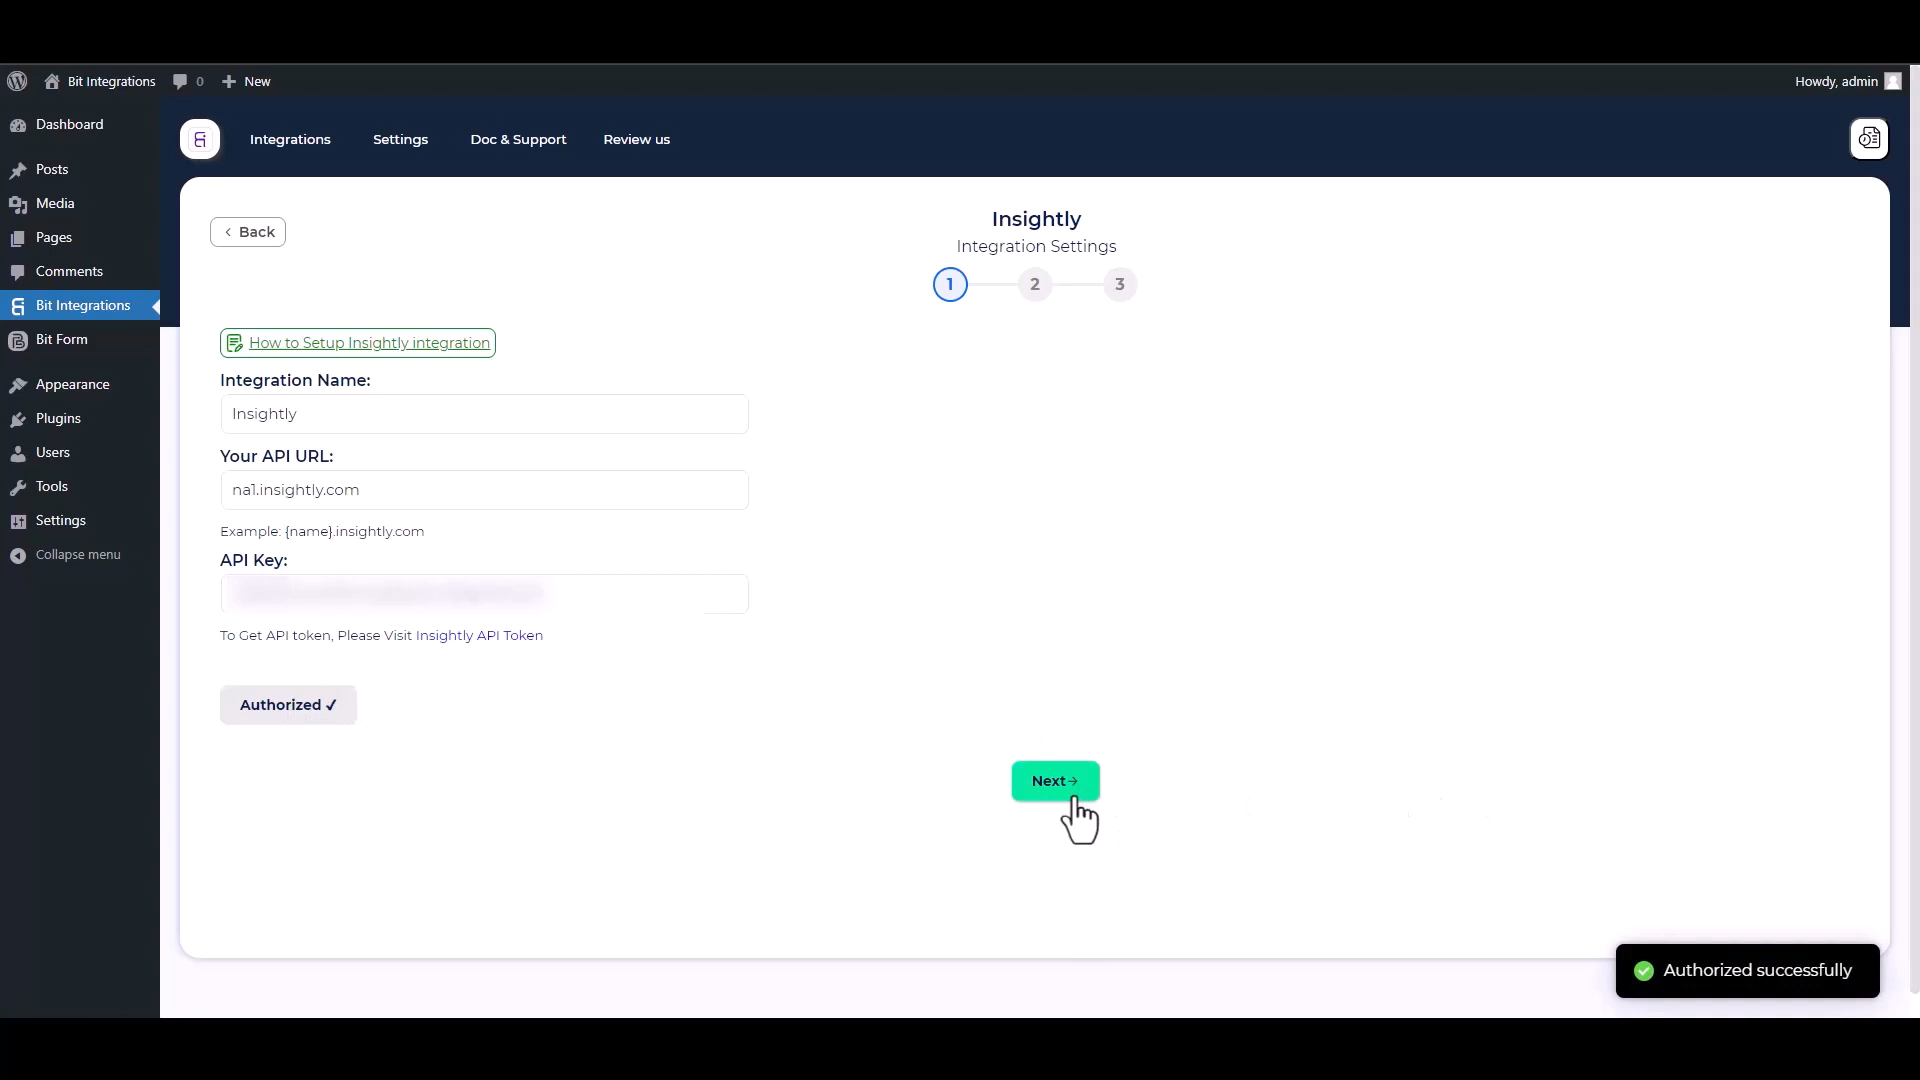 Bit Integrations
0
New
Howdy, admin
Dashboard
Posts
Media
Pages
Comments
Bit Integrations
Bit Form
Appearance
Plugins
Users
Tools
Settings
Collapse menu
Integrations
Settings
Doc & Support
Review us
Back
Insightly
Integration Settings
1
2
3
How to Setup Insightly integration
Integration Name:
Insightly
Your API URL:
na1.insightly.com
Example: {name}.insightly.com
API Key:
To Get API token, Please Visit Insightly API Token
Authorized ✓
Next→
Authorized successfully